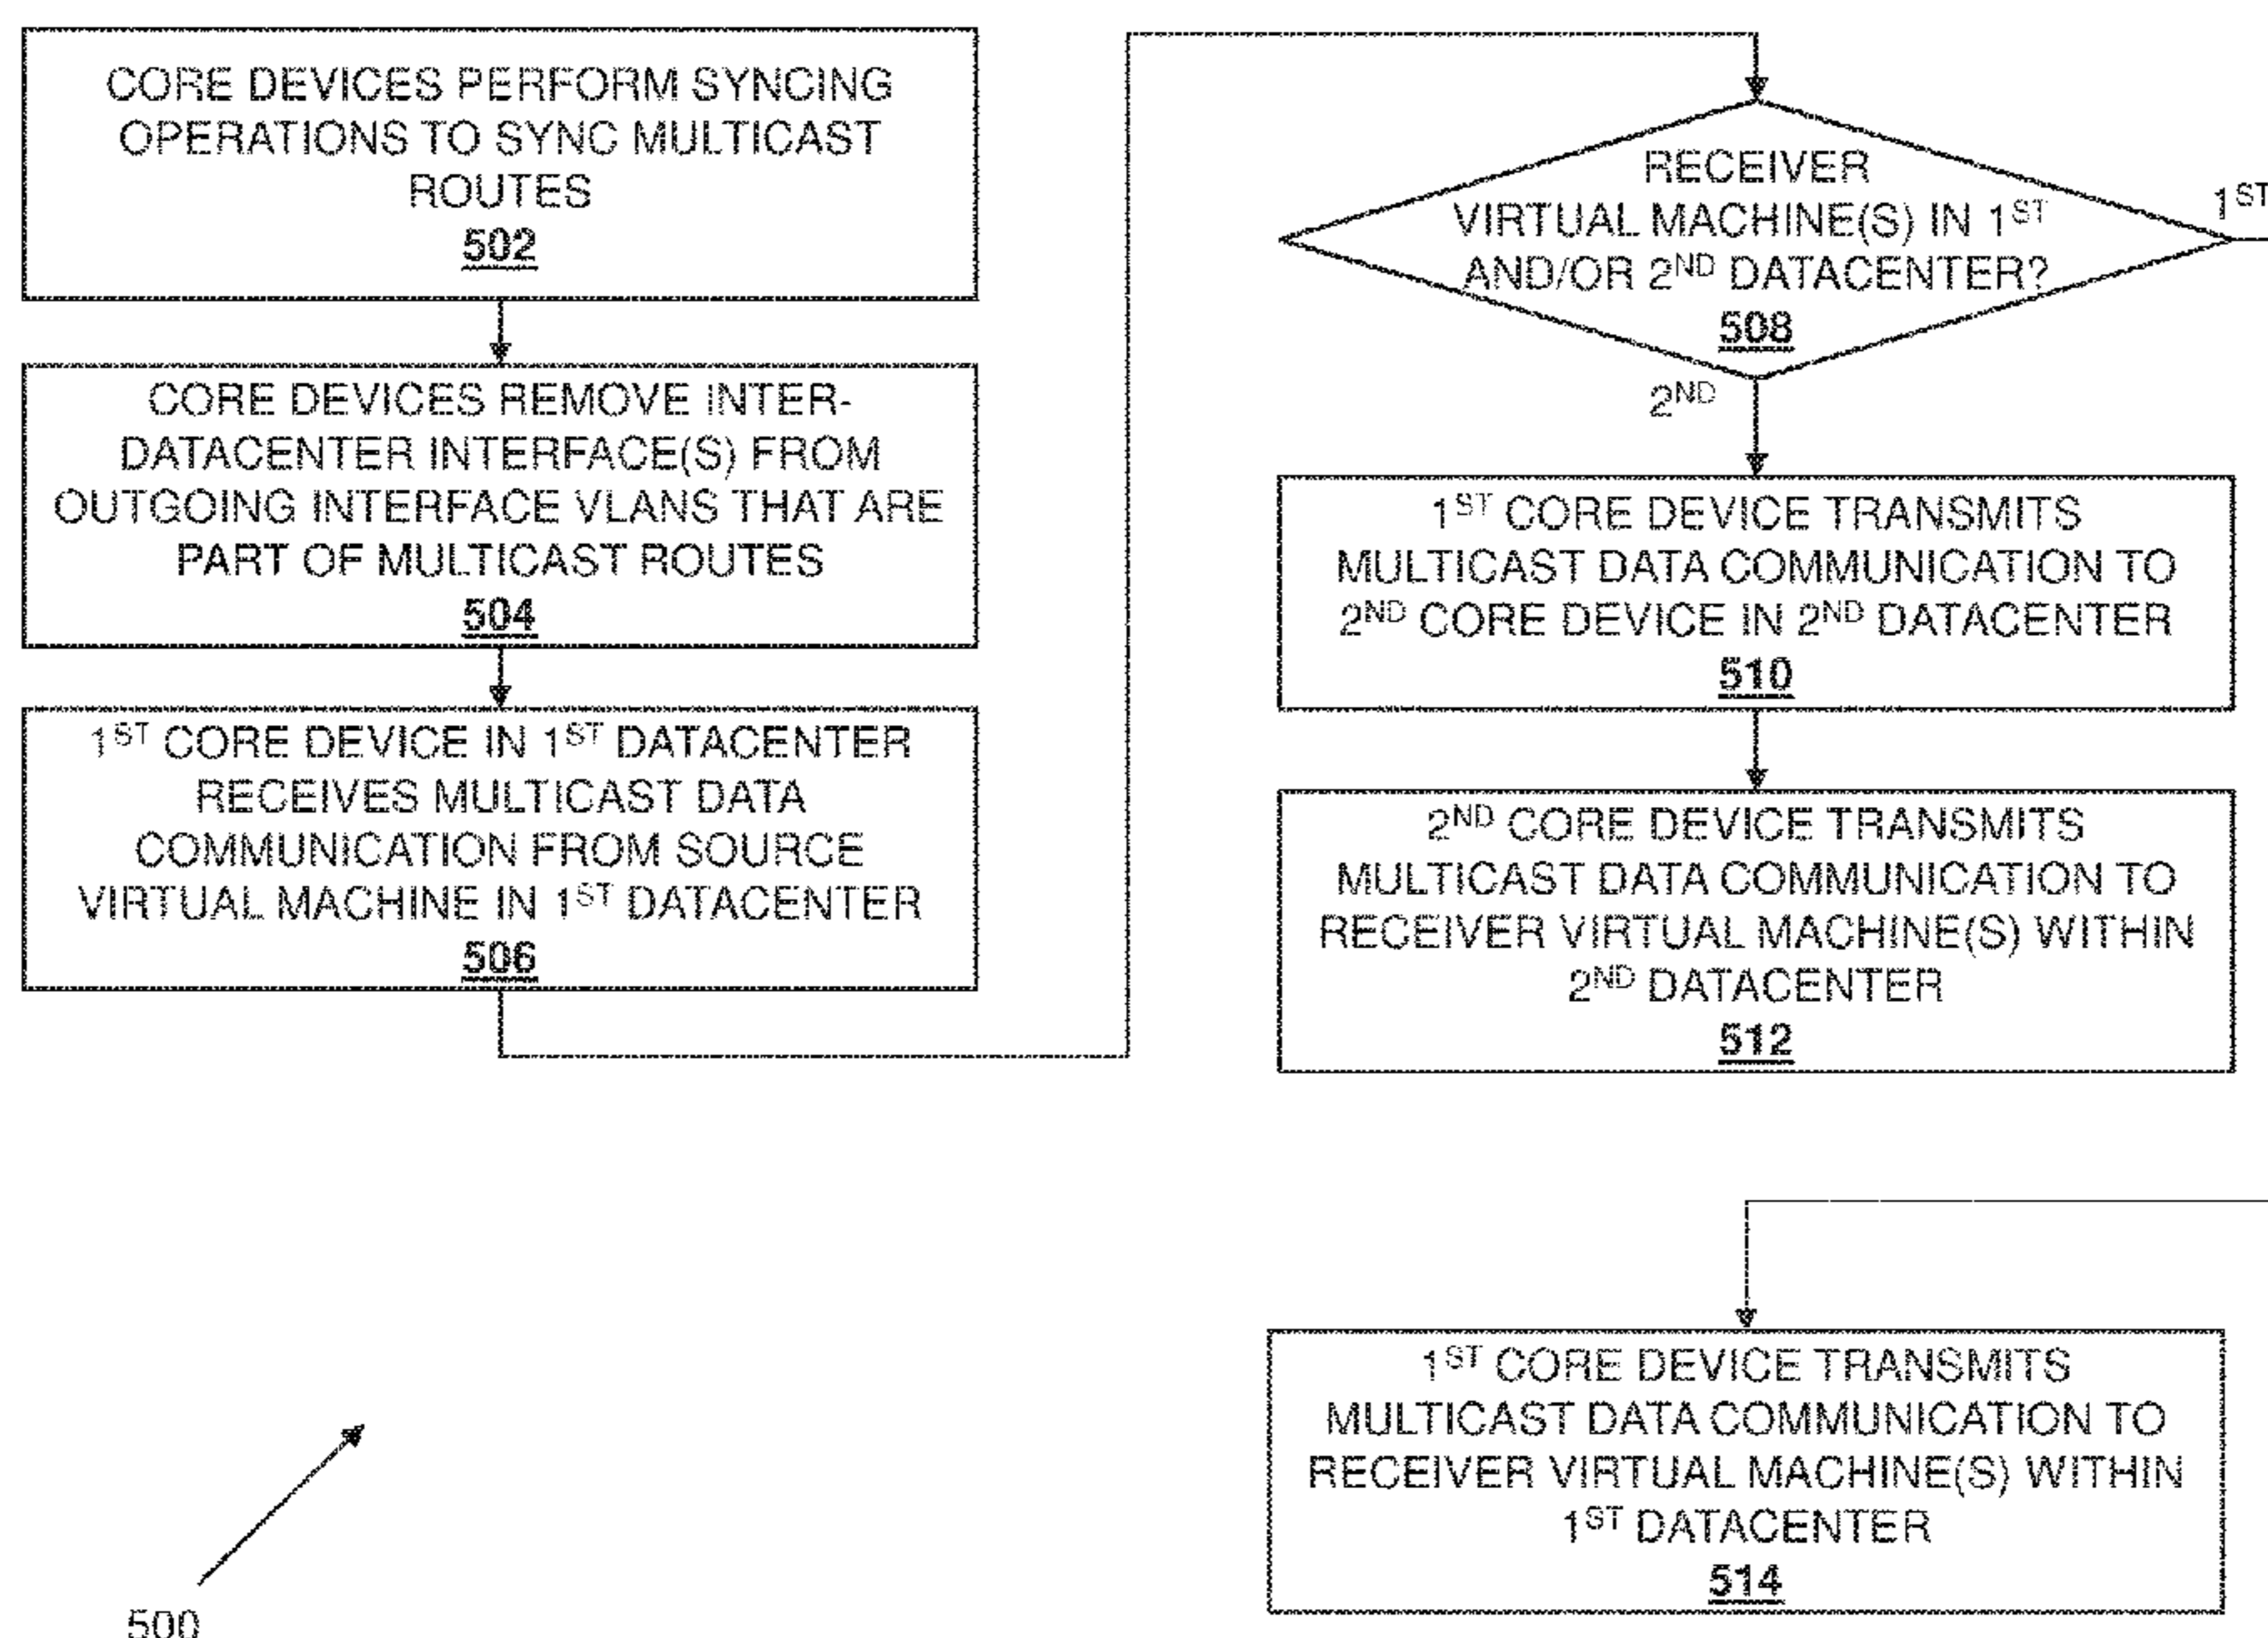 CORE DEVICES PERFORM SYNCING
OPERATIONS TO SYNC MULTICAST
ROUTES
502
CORE DEVICES REMOVE INTER-
DATACENTER INTERFACE(S) FROM
OUTGOING INTERFACE VLANS THAT ARE
PART OF MULTICAST ROUTES
504
1ST CORE DEVICE IN 1ST DATACENTER
RECEIVES MULTICAST DATA
COMMUNICATION FROM SOURCE
VIRTUAL MACHINE IN 1ST DATACENTER
506
RECEIVER
VIRTUAL MACHINE(S) IN 1ST
AND/OR 2ND DATACENTER?
508
1ST
2ND
1ST CORE DEVICE TRANSMITS
MULTICAST DATA COMMUNICATION TO
2ND CORE DEVICE IN 2ND DATACENTER
510
2ND CORE DEVICE TRANSMITS
MULTICAST DATA COMMUNICATION TO
RECEIVER VIRTUAL MACHINE(S) WITHIN
2ND DATACENTER
512
1ST CORE DEVICE TRANSMITS
MULTICAST DATA COMMUNICATION TO
RECEIVER VIRTUAL MACHINE(S) WITHIN
1ST DATACENTER
514
500